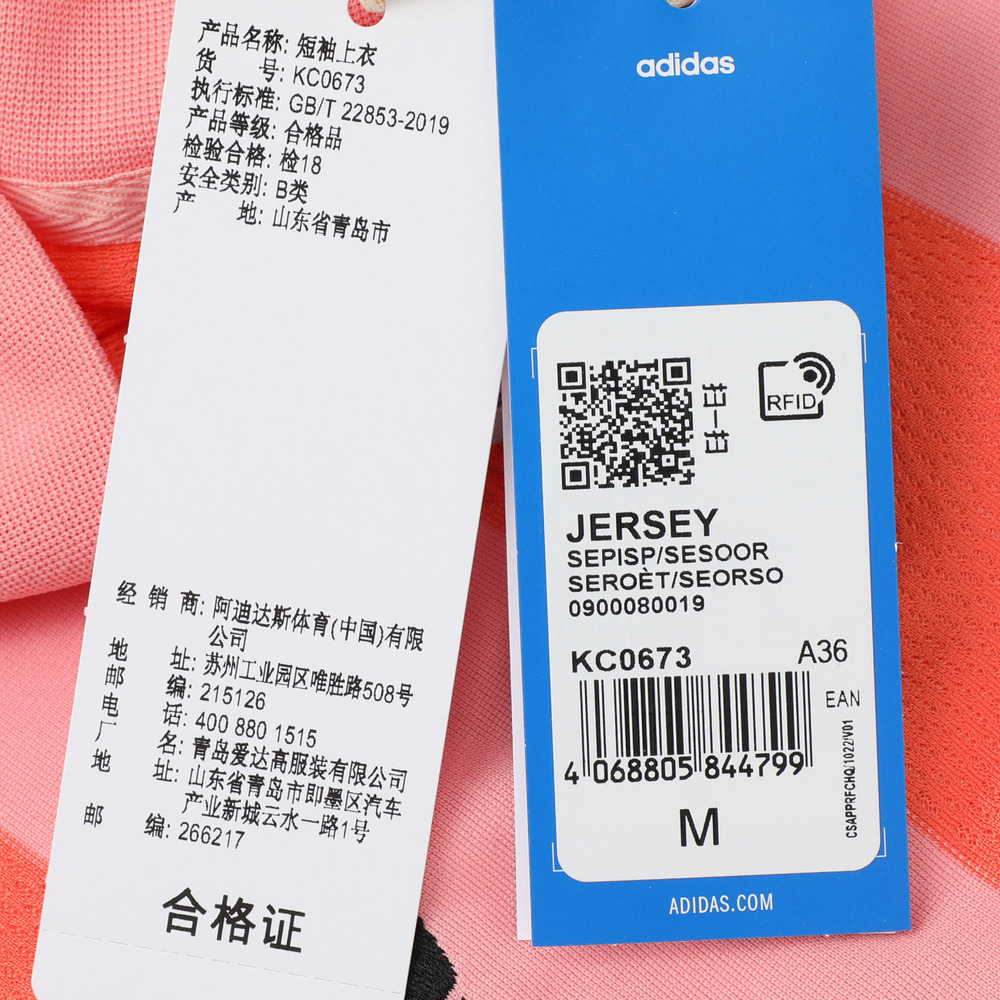 产品名称: 短袖上衣
货 号: KC0673
执行标准: GB/T 22853-2019
产品等级: 合格品
检验合格: 检18
安全类别: B类
产 地: 山东省青岛市
经 销 商: 阿迪达斯体育(中国)有限
公司
地 址: 苏州工业园区唯胜路508号
邮 编: 215126
电 话: 400 880 1515
厂 名: 青岛爱达高服装有限公司
地 址: 山东省青岛市即墨区汽车
产业新城云水一路1号
邮 编: 266217
合格证
adidas
扫一扫
RFID
JERSEY
SEPISP/SESOOR
SEROÈT/SEORSO
0900080019
KC0673 A36
EAN
4 068805 844799
CSAPPRFCHQ/1022/V01
M
ADIDAS.COM